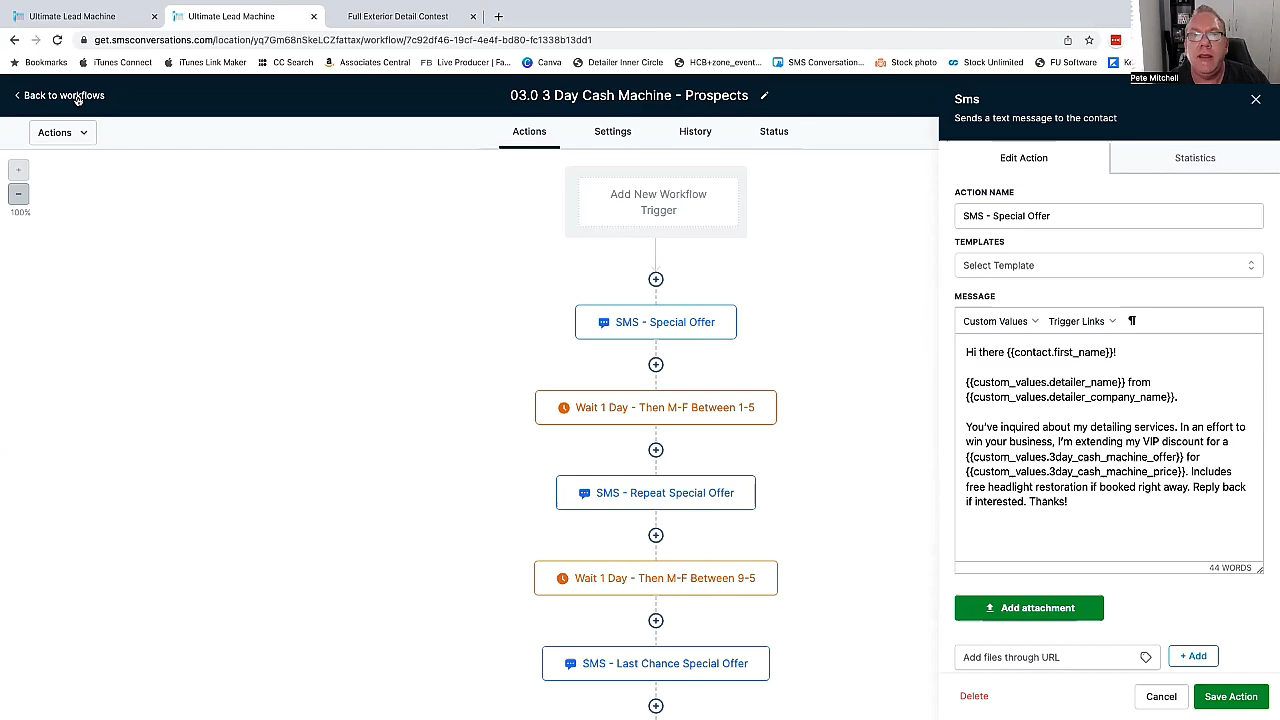 Ultimate Lead Machine
Ultimate Lead Machine
Full Exterior Detail Contest
get.smsconversations.com/location/yq7Gm68nSkeLCZfattax/workflow/7c92df46-19cf-4e4f-bd80-fc1338b13dd1
Bookmarks
iTunes Connect
iTunes Link Maker
CC Search
Associates Central
FB Live Producer | Fa...
Canva
Detailer Inner Circle
HCB+zone_event...
SMS Conversation...
Stock photo
Stock Unlimited
FU Software
Pete Mitchell
Back to workflows
03.0 3 Day Cash Machine - Prospects
Actions
Actions
Settings
History
Status
100%
Add New Workflow
Trigger
SMS - Special Offer
Wait 1 Day - Then M-F Between 1-5
SMS - Repeat Special Offer
Wait 1 Day - Then M-F Between 9-5
SMS - Last Chance Special Offer
Sms
Sends a text message to the contact
Edit Action
Statistics
ACTION NAME
SMS - Special Offer
TEMPLATES
Select Template
MESSAGE
Custom Values
Trigger Links
¶
Hi there {{contact.first_name}}!
{{custom_values.detailer_name}} from
{{custom_values.detailer_company_name}}.
You've inquired about my detailing services. In an effort to
win your business, I'm extending my VIP discount for a
{{custom_values.3day_cash_machine_offer}} for
{{custom_values.3day_cash_machine_price}}. Includes
free headlight restoration if booked right away. Reply back
if interested. Thanks!
44 WORDS
Add attachment
Add files through URL
+ Add
Delete
Cancel
Save Action